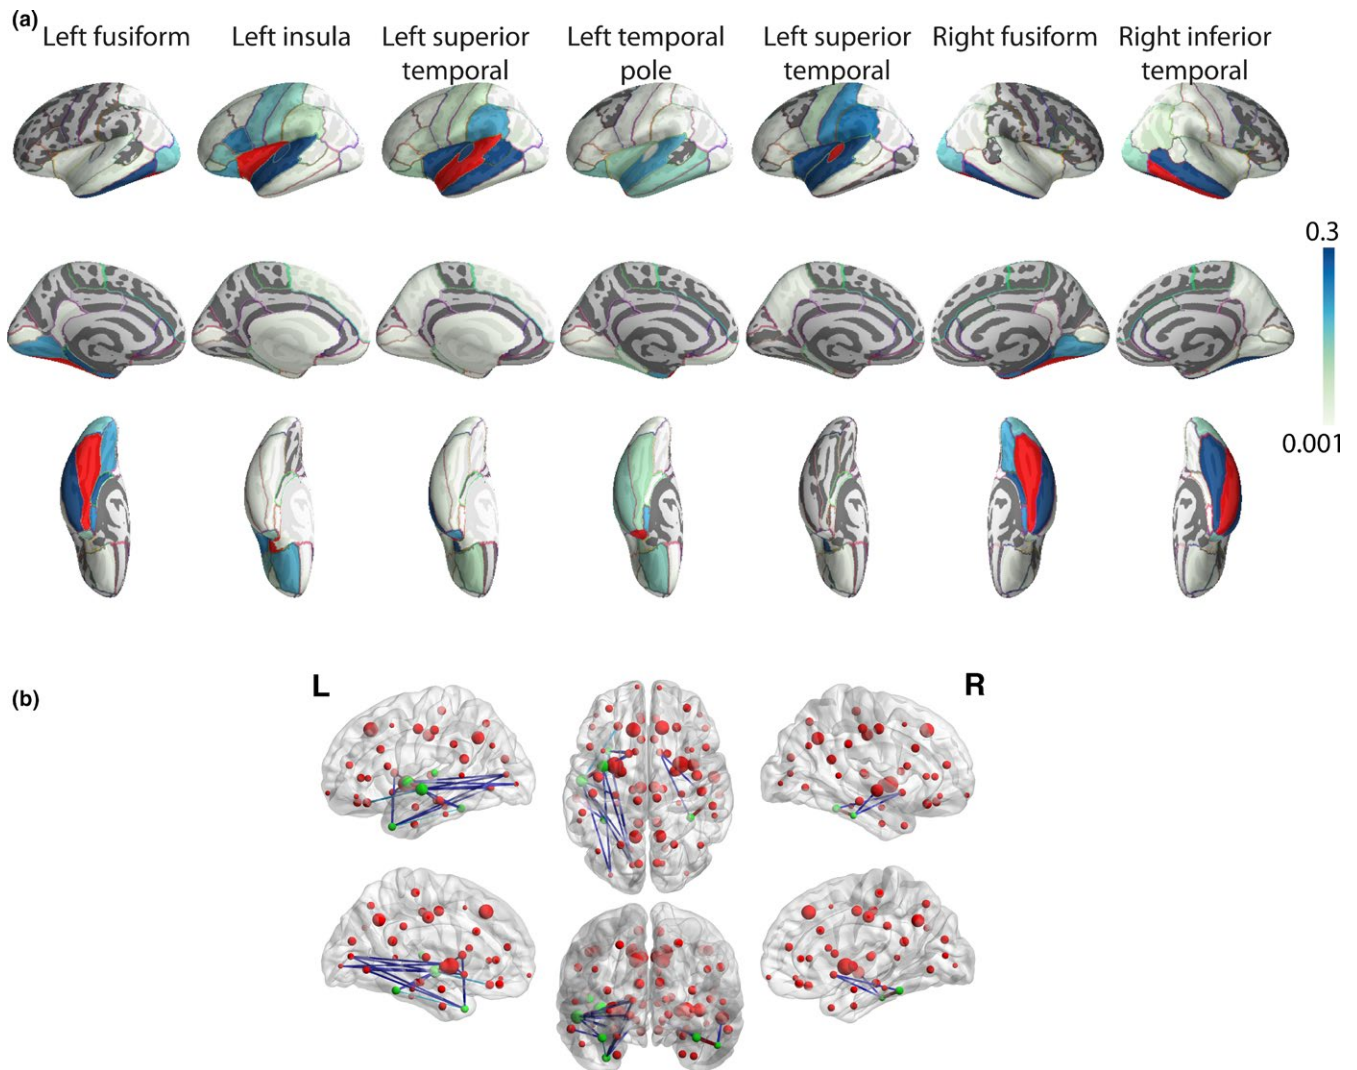 (a)
Left fusiform
Left insula
Left superior
temporal
Left temporal
pole
Left superior
temporal
Right fusiform
Right inferior
temporal
0.3
0.001
(b)
L
R